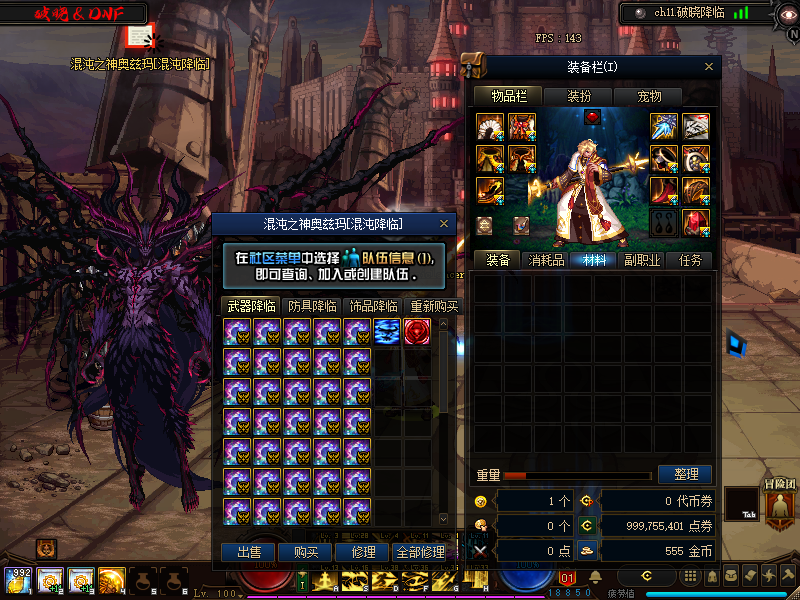 破晓&DNF
ch11.破晓降临
FPS : 143
混沌之神奥兹玛[混沌降临]
装备栏(I)
物品栏 装扮 宠物
混沌之神奥兹玛[混沌降临]
在社区菜单中选择 队伍信息(I),
即可查询、加入或创建队伍.
装备 消耗品 材料 副职业 任务
武器降临 防具降临 饰品降临 重新购买
重量 整理
1 个 0 代币券
0 个 999,755,401 点券
0 点 555 金币
冒险团
Tab
出售 购买 修理 全部修理
992 2 3 4 5 6
Lv. 100
100%
A S D F G H
100%
01
18850
疲劳值